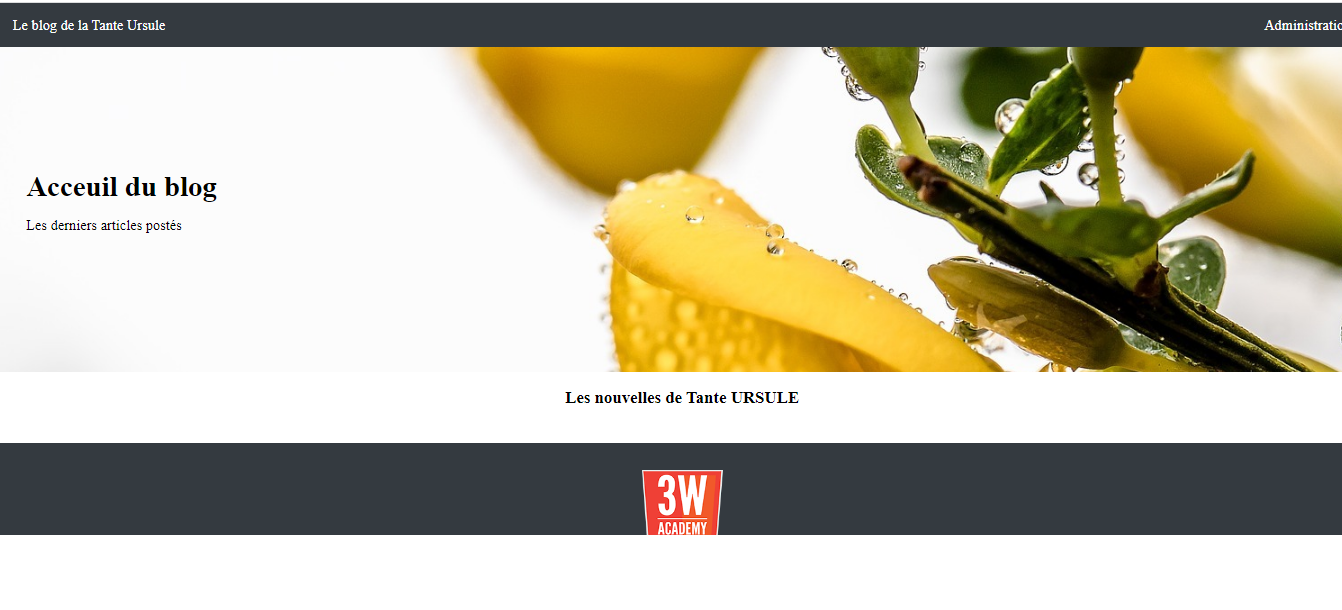 Le blog de la Tante Ursule
Administratio
Acceuil du blog
Les derniers articles postés
Les nouvelles de Tante URSULE
3W
ACADEMY